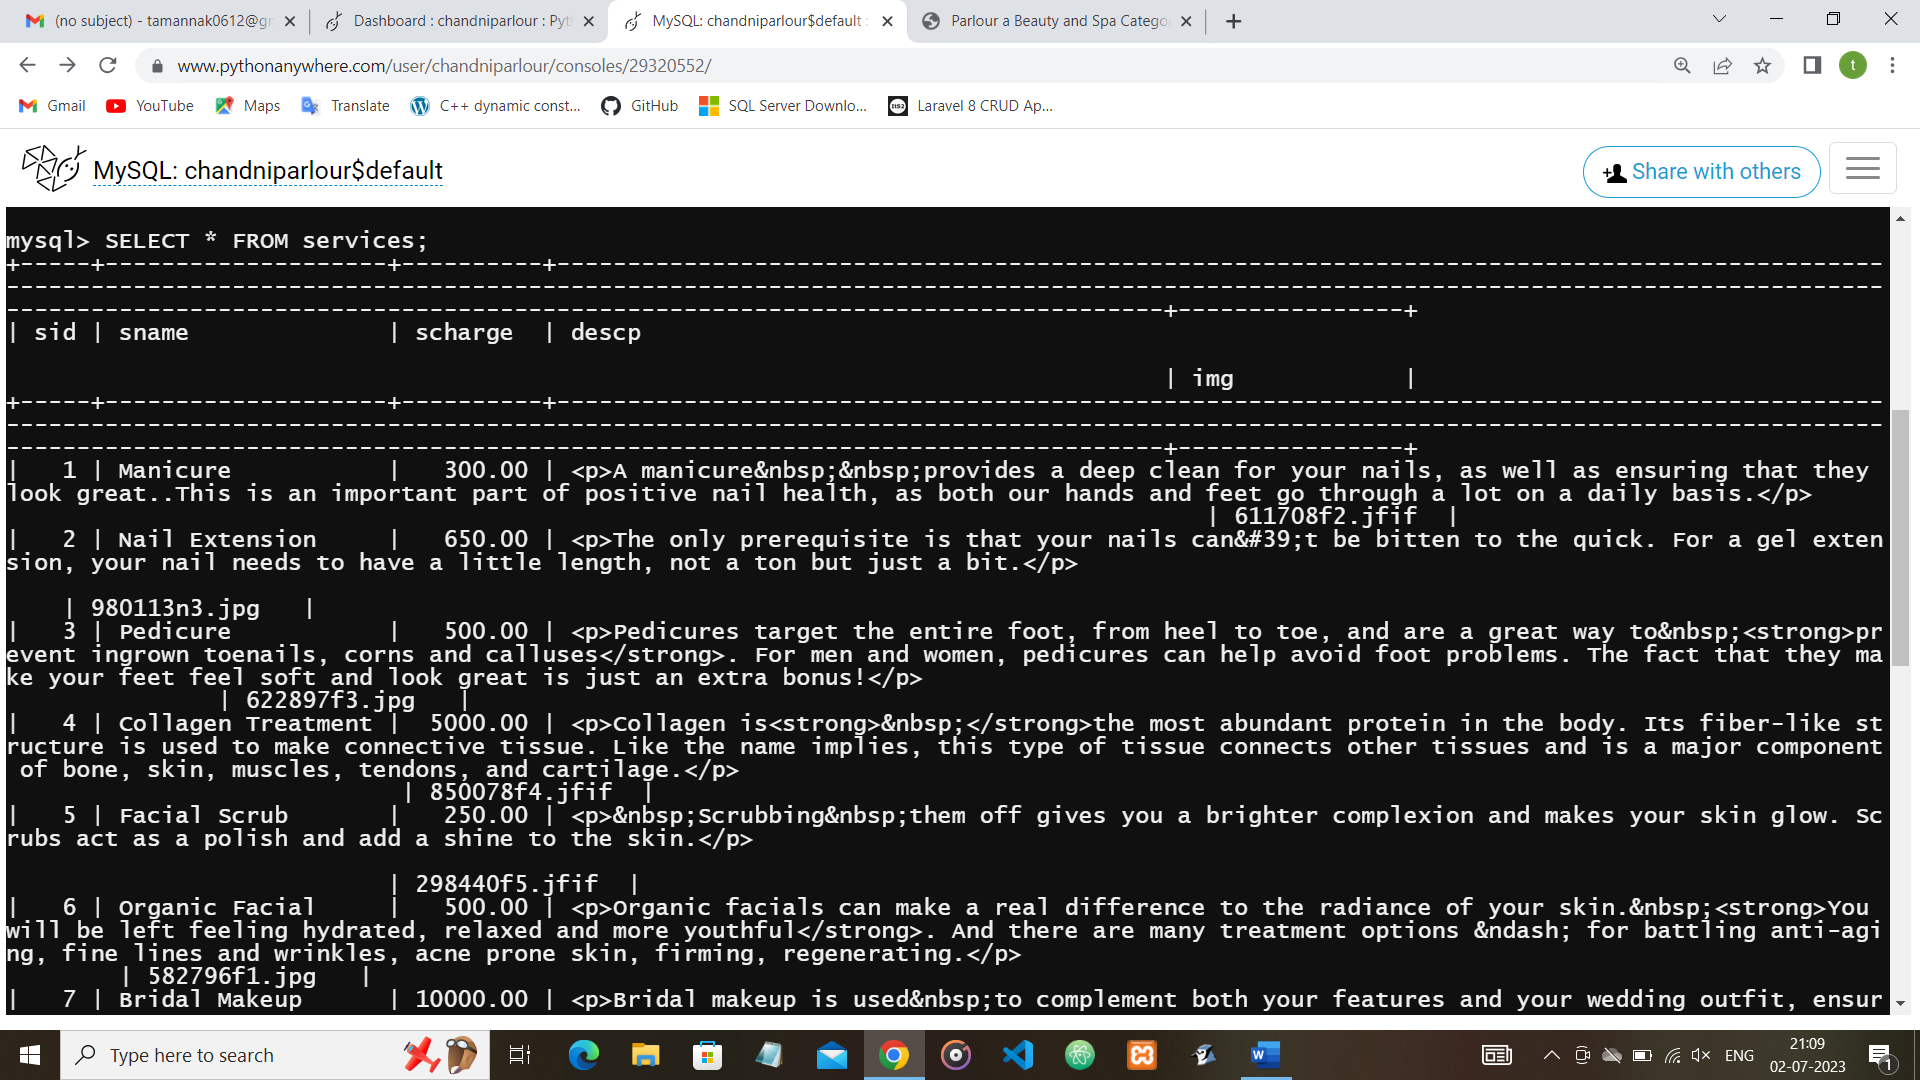 (no subject) - tamannak0612@gm
Dashboard : chandniparlour : Pyt
MySQL: chandniparlour$default :
Parlour a Beauty and Spa Catego
www.pythonanywhere.com/user/chandniparlour/consoles/29320552/
t
Gmail
YouTube
Maps
Translate
C++ dynamic const...
GitHub
SQL Server Downlo...
Laravel 8 CRUD Ap...
MySQL: chandniparlour$default
Share with others
mysql> SELECT * FROM services;
+-----+--------------------+----------+----------------------------------------------------------------------------------------------
-------------------------------------------------------------------------------------------------------------------------------------
----------------------------------------------------------------------------------+----------------+
| sid | sname              | scharge  | descp
| img            |
+-----+--------------------+----------+----------------------------------------------------------------------------------------------
-------------------------------------------------------------------------------------------------------------------------------------
----------------------------------------------------------------------------------+----------------+
|   1 | Manicure           |   300.00 | <p>A manicure&nbsp;&nbsp;provides a deep clean for your nails, as well as ensuring that they
look great..This is an important part of positive nail health, as both our hands and feet go through a lot on a daily basis.</p>
| 611708f2.jfif  |
|   2 | Nail Extension     |   650.00 | <p>The only prerequisite is that your nails can&#39;t be bitten to the quick. For a gel exten
sion, your nail needs to have a little length, not a ton but just a bit.</p>
| 980113n3.jpg   |
|   3 | Pedicure           |   500.00 | <p>Pedicures target the entire foot, from heel to toe, and are a great way to&nbsp;<strong>pr
event ingrown toenails, corns and calluses</strong>. For men and women, pedicures can help avoid foot problems. The fact that they ma
ke your feet feel soft and look great is just an extra bonus!</p>
| 622897f3.jpg   |
|   4 | Collagen Treatment |  5000.00 | <p>Collagen is<strong>&nbsp;</strong>the most abundant protein in the body. Its fiber-like st
ructure is used to make connective tissue. Like the name implies, this type of tissue connects other tissues and is a major component
of bone, skin, muscles, tendons, and cartilage.</p>
| 850078f4.jfif  |
|   5 | Facial Scrub       |   250.00 | <p>&nbsp;Scrubbing&nbsp;them off gives you a brighter complexion and makes your skin glow. Sc
rubs act as a polish and add a shine to the skin.</p>
| 298440f5.jfif  |
|   6 | Organic Facial     |   500.00 | <p>Organic facials can make a real difference to the radiance of your skin.&nbsp;<strong>You
will be left feeling hydrated, relaxed and more youthful</strong>. And there are many treatment options &ndash; for battling anti-agi
ng, fine lines and wrinkles, acne prone skin, firming, regenerating.</p>
| 582796f1.jpg   |
|   7 | Bridal Makeup      | 10000.00 | <p>Bridal makeup is used&nbsp;to complement both your features and your wedding outfit, ensur
Type here to search
ENG
21:09
02-07-2023
1